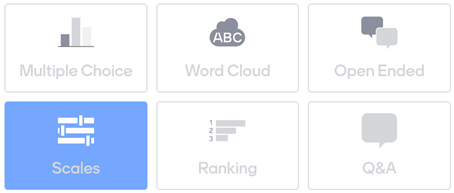 Multiple Choice
ABC
Word Cloud
Open Ended
Scales
1
2
3
Ranking
Q&A